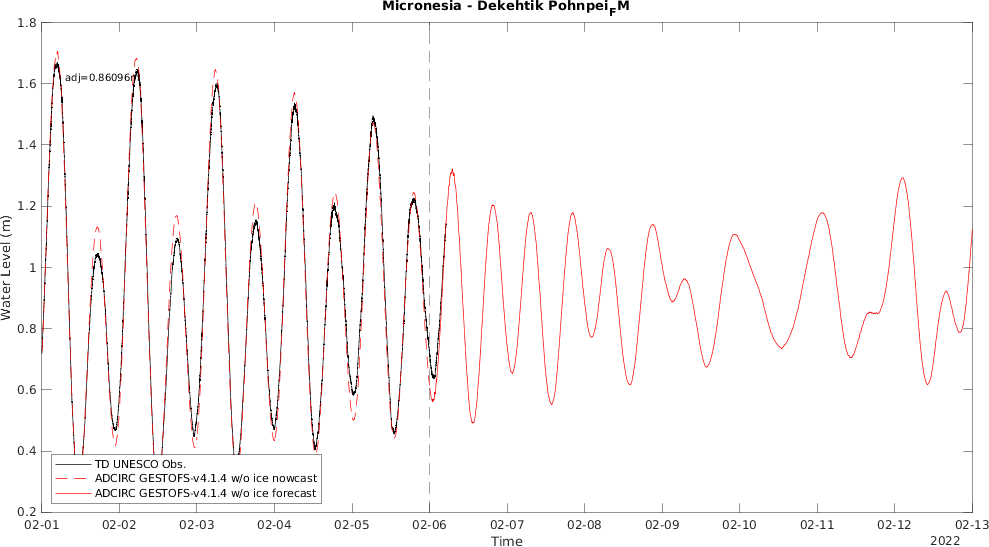 Micronesia - Dekehtik Pohnpei_FM
1.8
1.6
1.4
1.2
1
0.8
0.6
0.4
0.2
Water Level (m)
adj=0.86096
TD UNESCO Obs.
ADCIRC GESTOFS-v4.1.4 w/o ice nowcast
ADCIRC GESTOFS-v4.1.4 w/o ice forecast
02-01 02-02 02-03 02-04 02-05 02-06 02-07 02-08 02-09 02-10 02-11 02-12 02-13
Time
2022